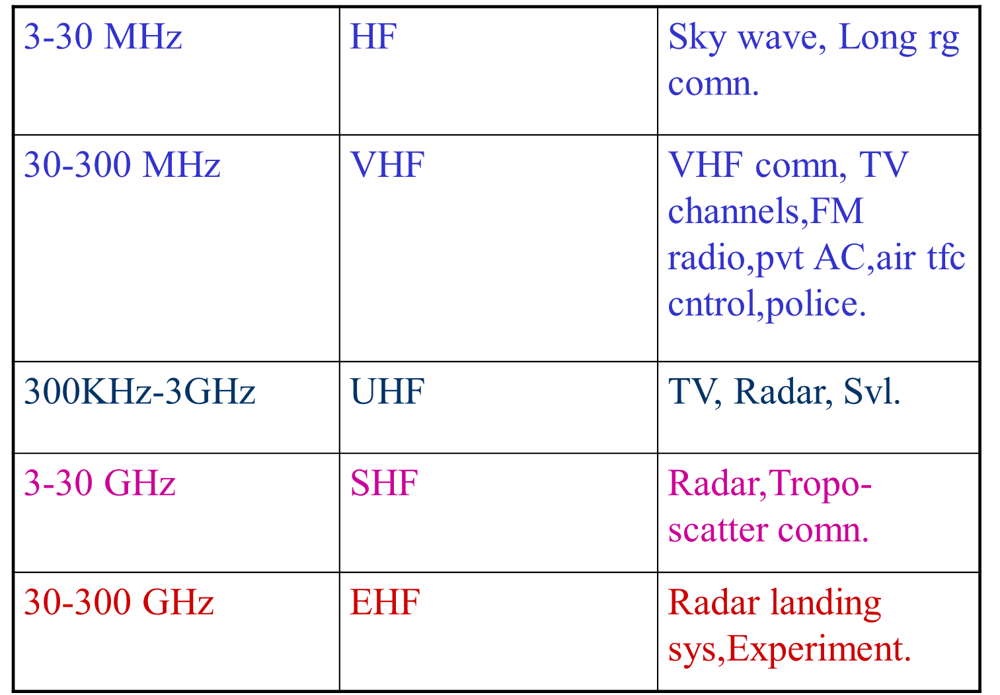 3-30 MHz
HF
Sky wave, Long rg
comn.
30-300 MHz
VHF
VHF comn, TV
channels,FM
radio,pvt AC,air tfc
cntrol,police.
300KHz-3GHz
UHF
TV, Radar, Svl.
3-30 GHz
SHF
Radar,Tropo-
scatter comn.
30-300 GHz
EHF
Radar landing
sys,Experiment.